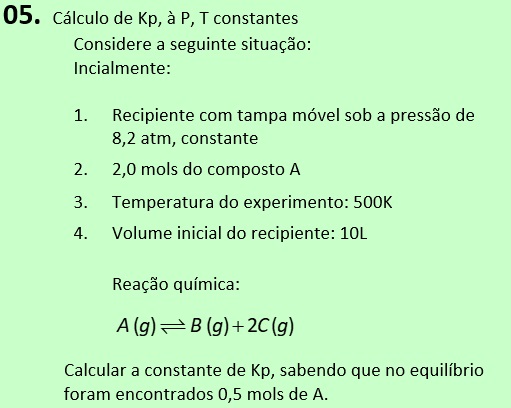 05. Cálculo de Kp, à P, T constantes
Considere a seguinte situação:
Incialmente:
1. Recipiente com tampa móvel sob a pressão de
8,2 atm, constante
2. 2,0 mols do composto A
3. Temperatura do experimento: 500K
4. Volume inicial do recipiente: 10L
Reação química:
A (g) ⇌ B (g) + 2C (g)
Calcular a constante de Kp, sabendo que no equilíbrio
foram encontrados 0,5 mols de A.